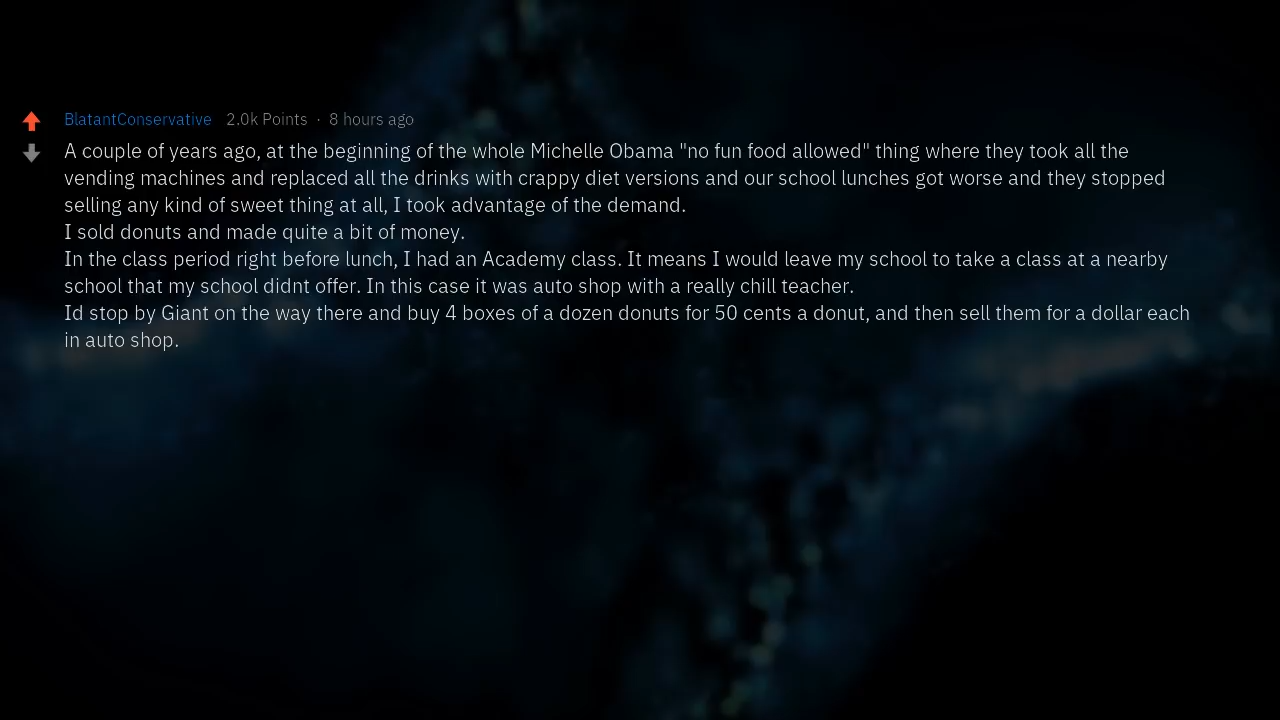 BlatantConservative 2.0k Points · 8 hours ago
A couple of years ago, at the beginning of the whole Michelle Obama "no fun food allowed" thing where they took all the
vending machines and replaced all the drinks with crappy diet versions and our school lunches got worse and they stopped
selling any kind of sweet thing at all, I took advantage of the demand.
I sold donuts and made quite a bit of money.
In the class period right before lunch, I had an Academy class. It means I would leave my school to take a class at a nearby
school that my school didnt offer. In this case it was auto shop with a really chill teacher.
Id stop by Giant on the way there and buy 4 boxes of a dozen donuts for 50 cents a donut, and then sell them for a dollar each
in auto shop.